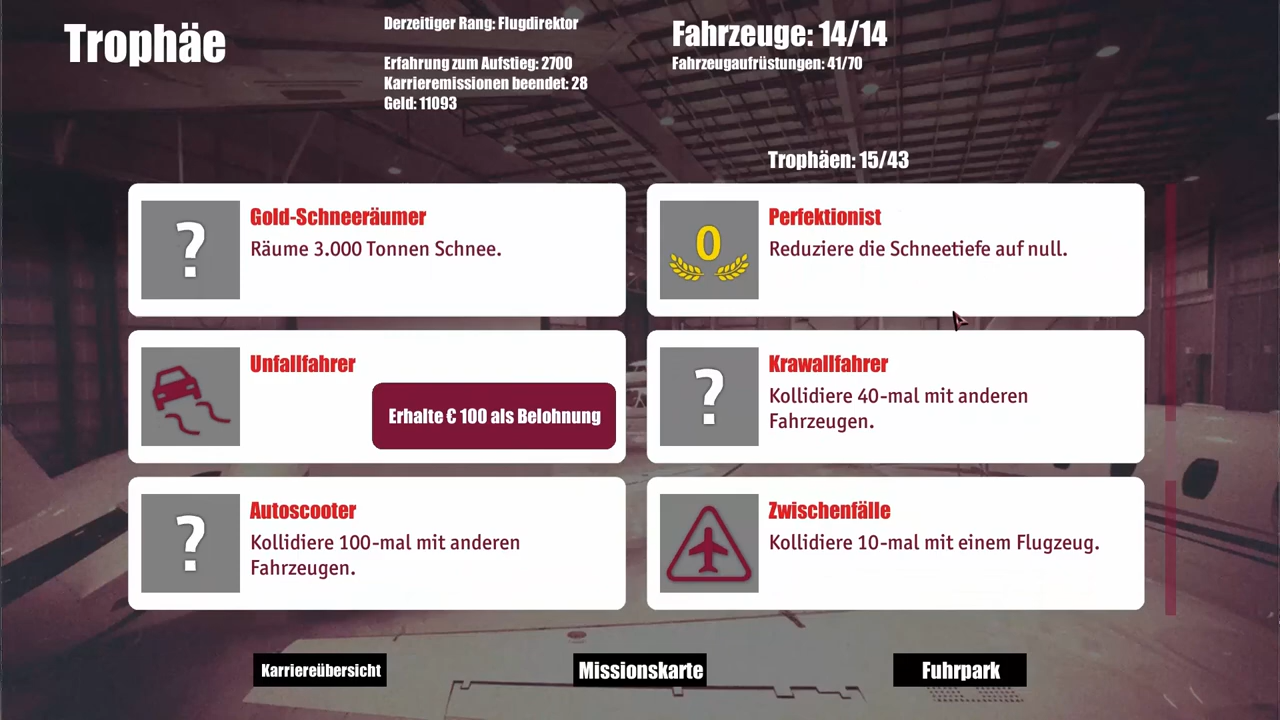 Trophäe
Derzeitiger Rang: Flugdirektor
Erfahrung zum Aufstieg: 2700
Karrieremissionen beendet: 28
Geld: 11093
Fahrzeuge: 14/14
Fahrzeugaufrüstungen: 41/70
Trophäen: 15/43
Gold-Schneeräumer
Räume 3.000 Tonnen Schnee.
0
Perfektionist
Reduziere die Schneetiefe auf null.
Unfallfahrer
Erhalte € 100 als Belohnung
Krawallfahrer
Kollidiere 40-mal mit anderen
Fahrzeugen.
Autoscooter
Kollidiere 100-mal mit anderen
Fahrzeugen.
Zwischenfälle
Kollidiere 10-mal mit einem Flugzeug.
Karriereübersicht
Missionskarte
Fuhrpark